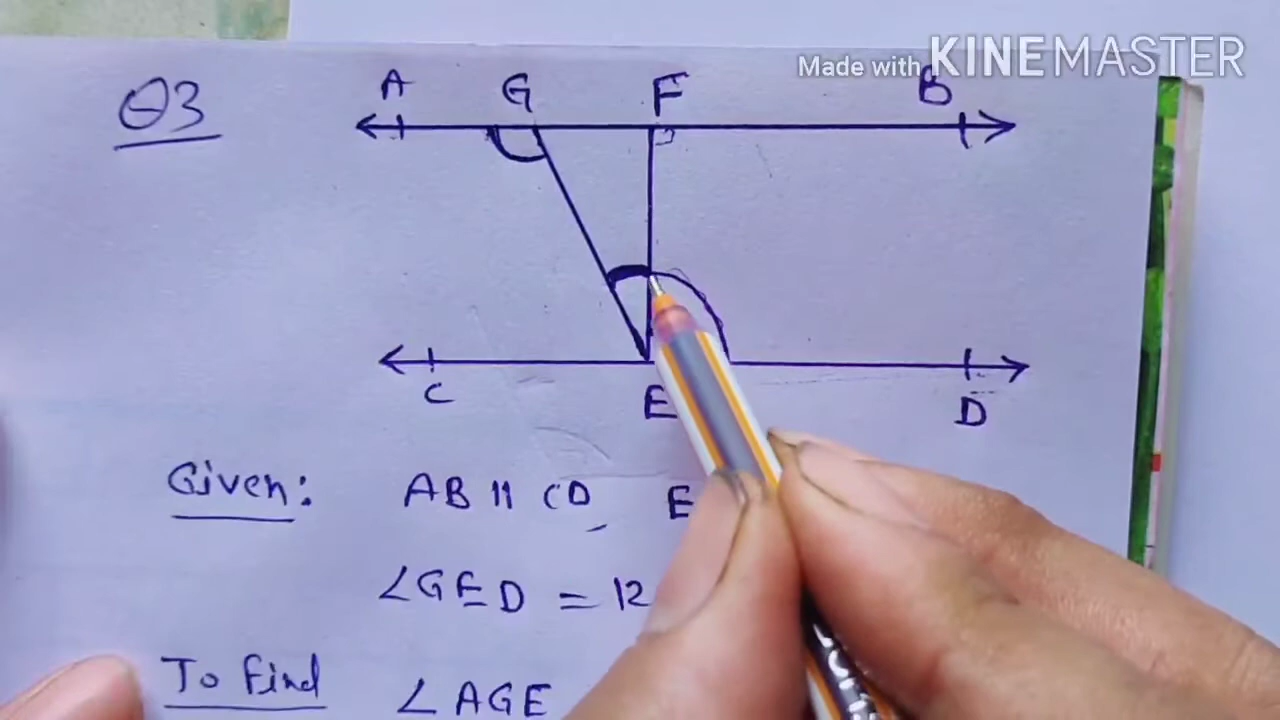 Made with KINEMASTER
Q3
A G F B
C E D
Given: AB || CD, E
∠GED = 12
To Find ∠AGE